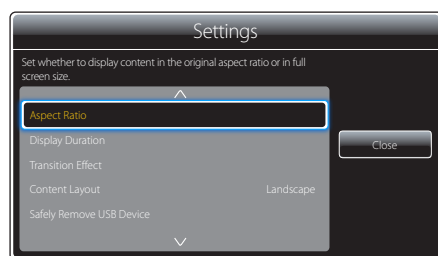 Settings
Set whether to display content in the original aspect ratio or in full
screen size.
Aspect Ratio
Display Duration
Close
Transition Effect
Content Layout Landscape
Safely Remove USB Device